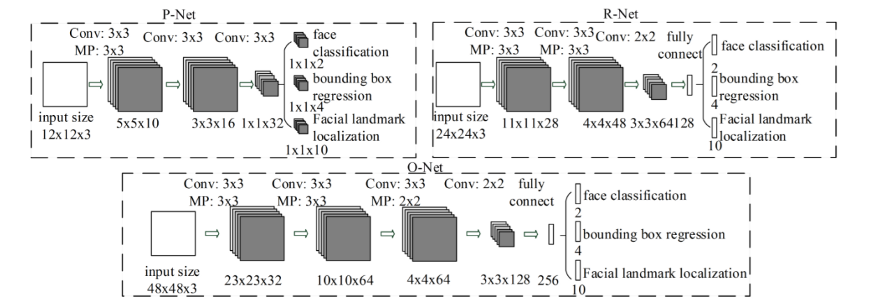 P-Net
Conv: 3x3 Conv: 3x3 Conv: 3x3
MP: 3x3
face
classification
1x1x2
bounding box
regression
1x1x4
Facial landmark
localization
1x1x10
input size
12x12x3
5x5x10
3x3x16
1x1x32
R-Net
Conv: 3x3 Conv: 3x3 Conv: 2x2 fully
MP: 3x3 MP: 3x3 connect
face classification
2
bounding box
regression
4
Facial landmark
localization
10
input size
24x24x3
11x11x28
4x4x48
3x3x64
128
O-Net
Conv: 3x3 Conv: 3x3 Conv: 3x3 Conv: 2x2 fully
MP: 3x3 MP: 3x3 MP: 2x2 connect
face classification
2
bounding box regression
4
Facial landmark localization
10
input size
48x48x3
23x23x32
10x10x64
4x4x64
3x3x128
256